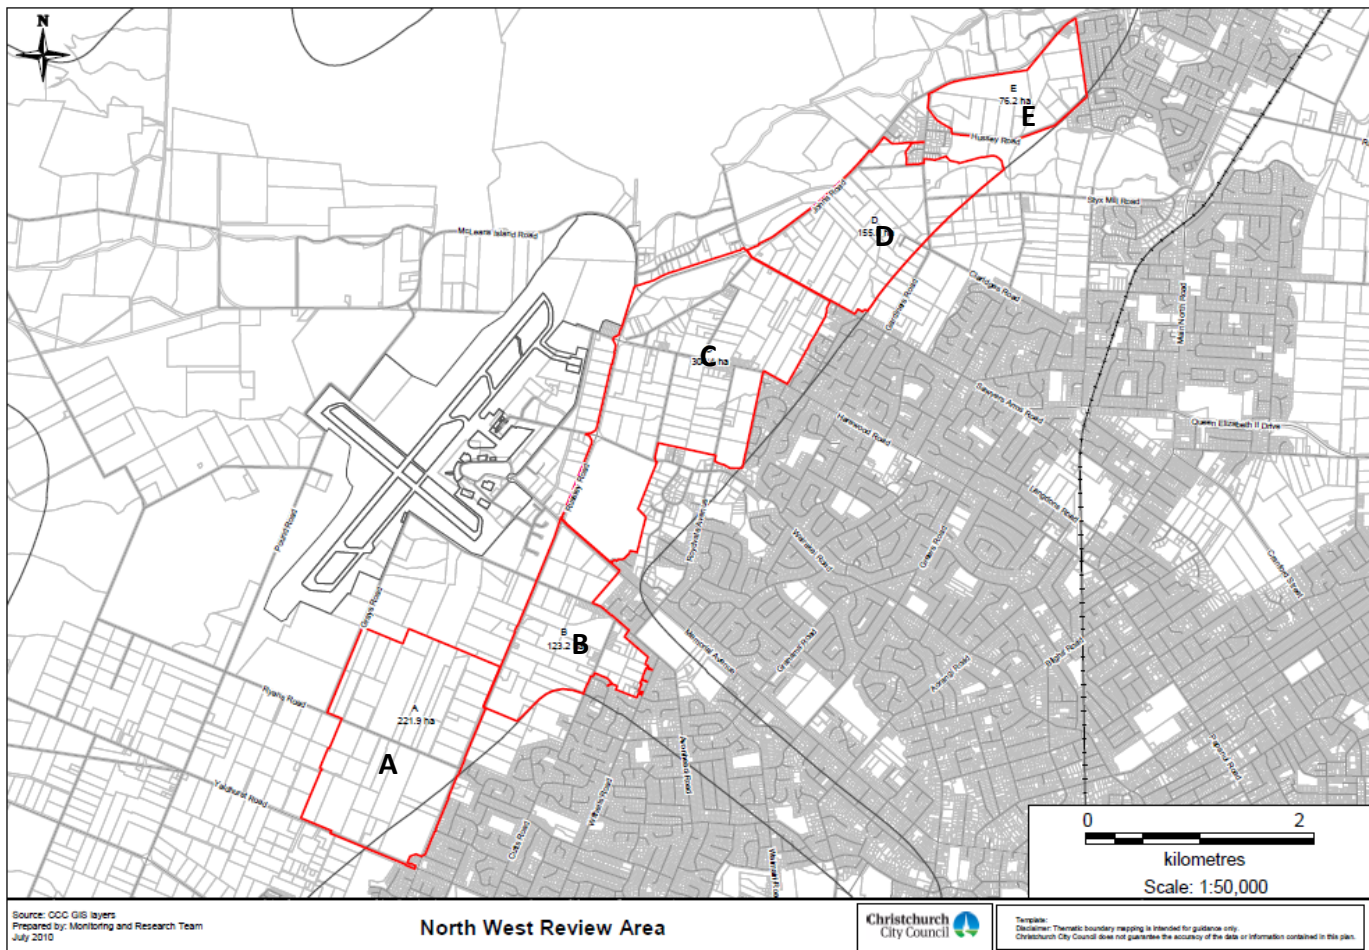 N
E
76.2 ha
E
Hussey Road
Johns Road
Styx Mill Road
D
D
McLeans Island Road
Claridges Road
Gardiners Road
Main North Road
C
ha
Sawyers Arms Road
Harewood Road
Queen Elizabeth II Drive
Russley Road
Langdons Road
Roydvale Avenue
Pound Road
Wairakei Road
Greers Road
Cranford Street
Grays Road
B
123.2
B
Memorial Avenue
Grahams Road
Blighs Road
Aorangi Road
Ryans Road
A
221.9 ha
A
Avonhead Road
Papanui Road
Yaldhurst Road
Withells Road
Cutts Road
0 2
kilometres
Scale: 1:50,000
Source: CCC GIS layers
Prepared by: Monitoring and Research Team
July 2010
North West Review Area
Christchurch
City Council
Template:
Disclaimer: Thematic boundary mapping is intended for guidance only.
Christchurch City Council does not guarantee the accuracy of the data or information contained in this plan.